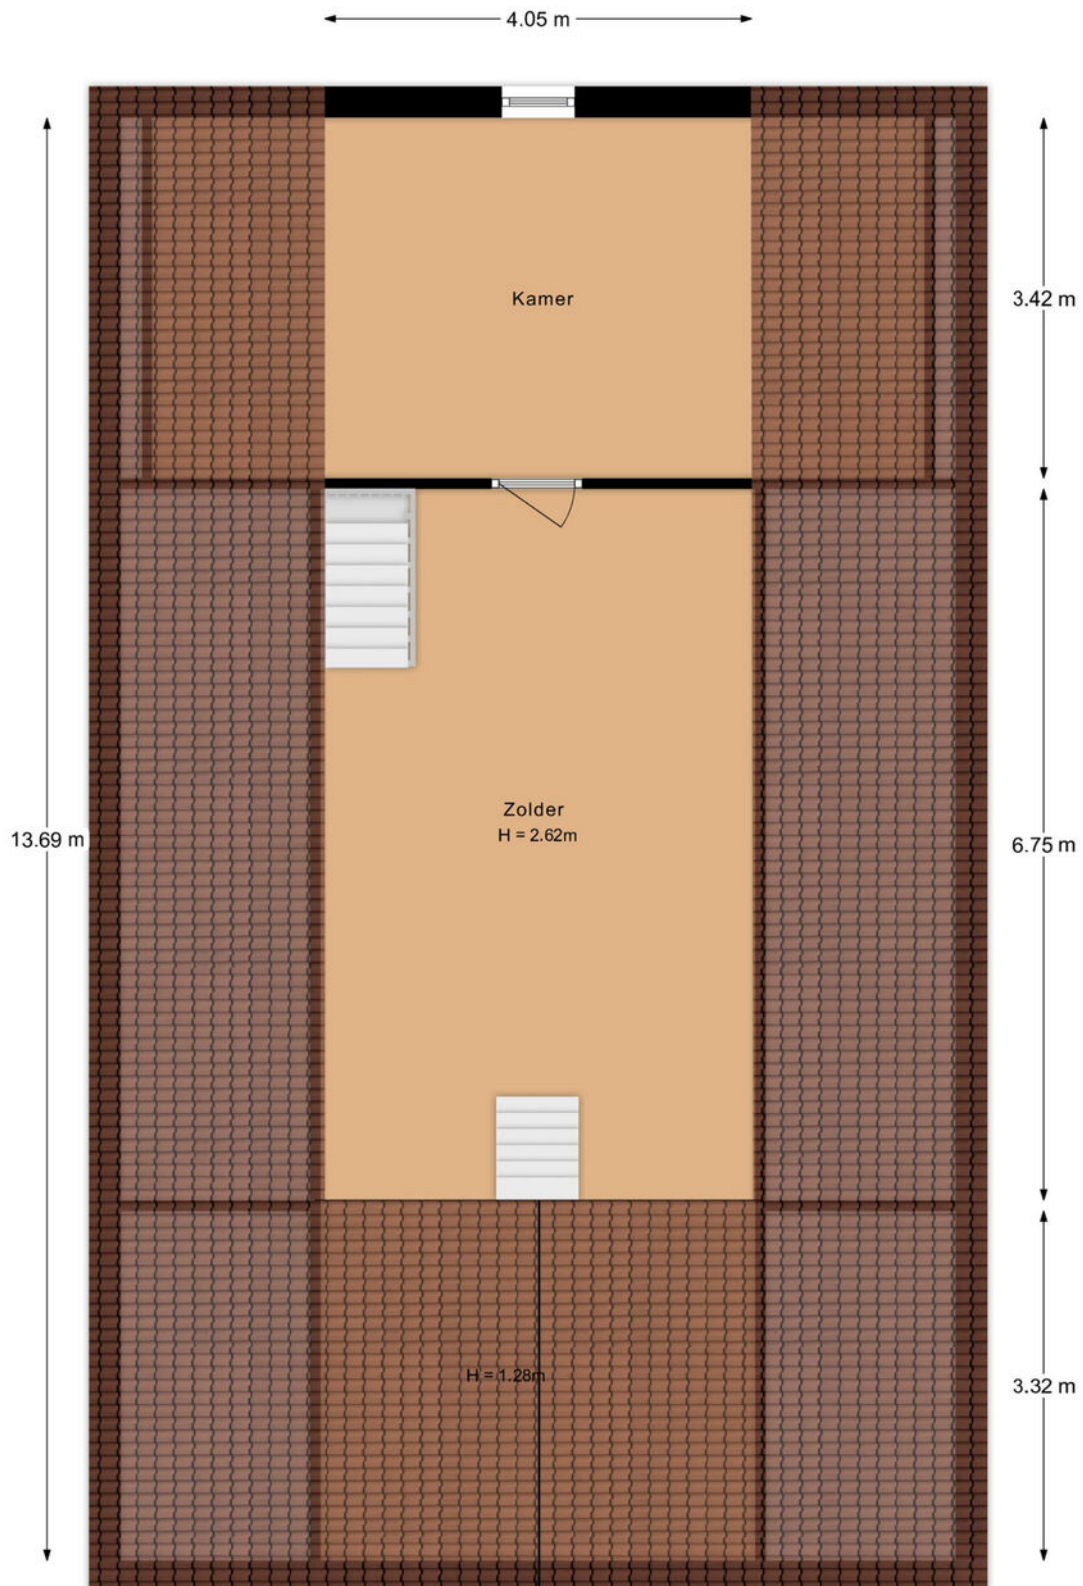 4.05 m
Kamer
3.42 m
Zolder
H = 2.62m
13.69 m
6.75 m
H = 1.28m
3.32 m